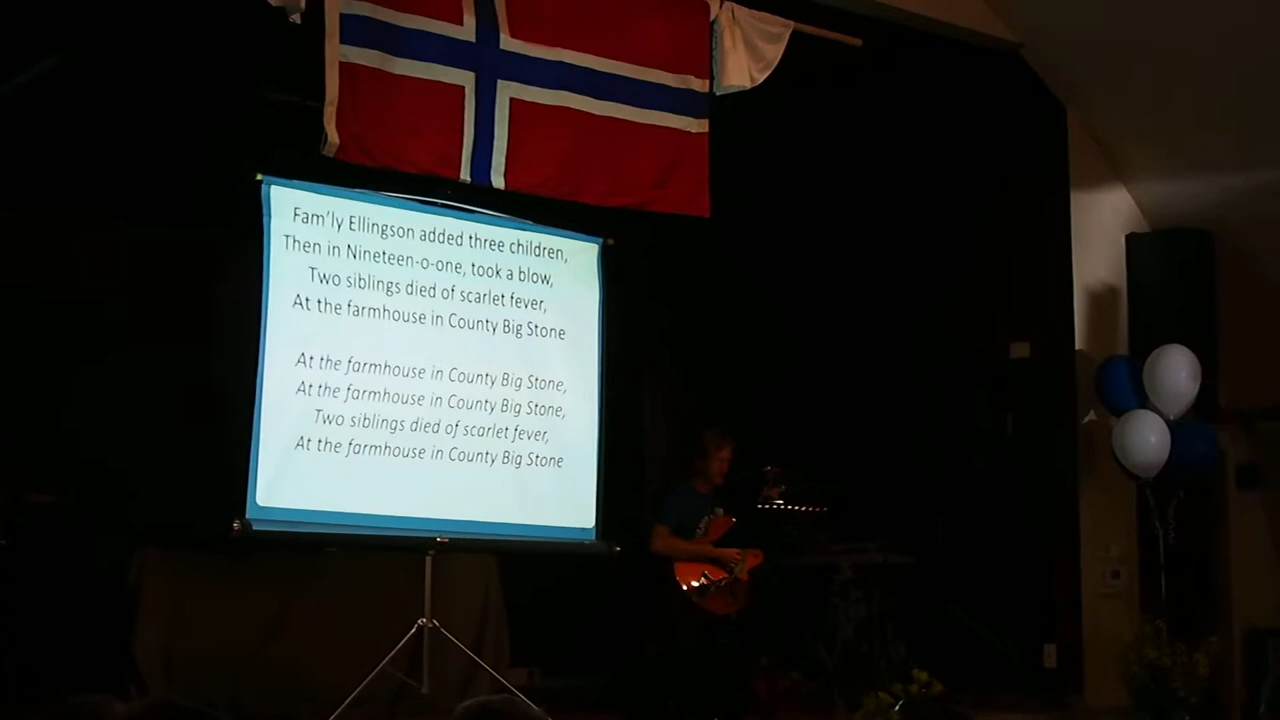 Fam'ly Ellingson added three children,
Then in Nineteen-o-one, took a blow,
Two siblings died of scarlet fever,
At the farmhouse in County Big Stone
At the farmhouse in County Big Stone,
At the farmhouse in County Big Stone,
Two siblings died of scarlet fever,
At the farmhouse in County Big Stone